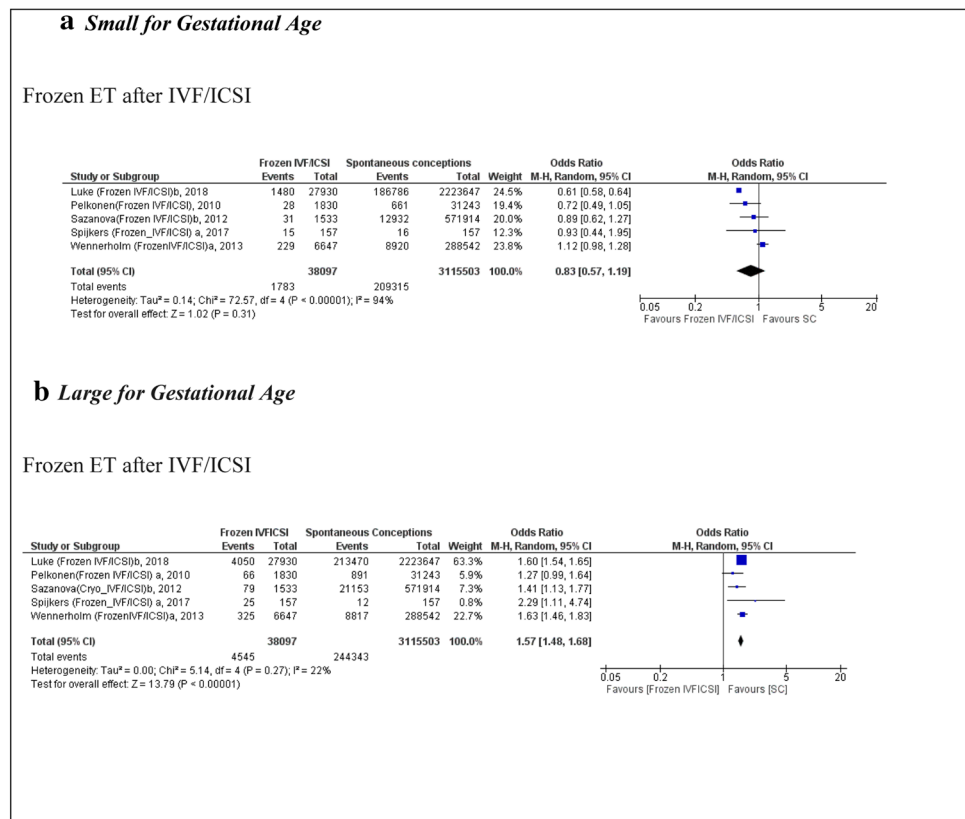 a Small for Gestational Age
Frozen ET after IVF/ICSI
Frozen IVF/ICSI Spontaneous conceptions Odds Ratio Odds Ratio
Study or Subgroup Events Total Events Total Weight M-H, Random, 95% CI M-H, Random, 95% CI
Luke (Frozen IVF/ICSI)b, 2018 1480 27930 186786 2223647 24.5% 0.61 [0.58, 0.64]
Pelkonen(Frozen IVF/ICSI), 2010 28 1830 661 31243 19.4% 0.72 [0.49, 1.05]
Sazanova(Frozen IVF/ICSI)b, 2012 31 1533 12932 571914 20.0% 0.89 [0.62, 1.27]
Spijkers (Frozen_IVF/ICSI) a, 2017 15 157 16 157 12.3% 0.93 [0.44, 1.95]
Wennerholm (FrozenIVF/ICSI)a, 2013 229 6647 8920 288542 23.8% 1.12 [0.98, 1.28]
Total (95% CI) 38097 3115503 100.0% 0.83 [0.57, 1.19]
Total events 1783 209315
Heterogeneity: Tau² = 0.14; Chi² = 72.57, df = 4 (P < 0.00001); I² = 94%
Test for overall effect: Z = 1.02 (P = 0.31)
0.05 0.2 1 5 20
Favours Frozen IVF/ICSI Favours SC
b Large for Gestational Age
Frozen ET after IVF/ICSI
Frozen IVFICSI Spontaneous Conceptions Odds Ratio Odds Ratio
Study or Subgroup Events Total Events Total Weight M-H, Random, 95% CI M-H, Random, 95% CI
Luke (Frozen IVF/ICSI)b, 2018 4050 27930 213470 2223647 63.3% 1.60 [1.54, 1.65]
Pelkonen(Frozen IVF/ICSI) a, 2010 66 1830 891 31243 5.9% 1.27 [0.99, 1.64]
Sazanova(Cryo_IVF/ICSI)b, 2012 79 1533 21153 571914 7.3% 1.41 [1.13, 1.77]
Spijkers (Frozen_IVF/ICSI) a, 2017 25 157 12 157 0.8% 2.29 [1.11, 4.74]
Wennerholm (FrozenIVF/ICSI)a, 2013 325 6647 8817 288542 22.7% 1.63 [1.46, 1.83]
Total (95% CI) 38097 3115503 100.0% 1.57 [1.48, 1.68]
Total events 4545 244343
Heterogeneity: Tau² = 0.00; Chi² = 5.14, df = 4 (P = 0.27); I² = 22%
Test for overall effect: Z = 13.79 (P < 0.00001)
0.05 0.2 1 5 20
Favours [Frozen IVFICSI] Favours [SC]